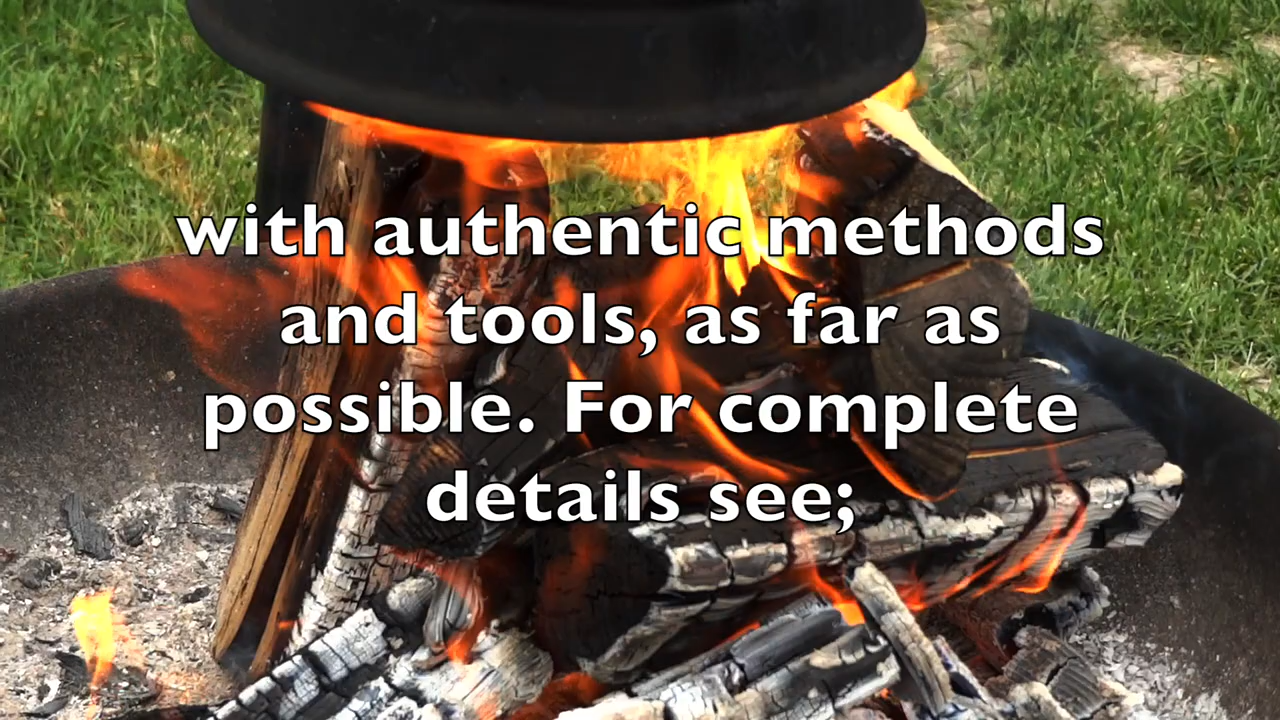 with authentic methods
and tools, as far as
possible. For complete
details see;